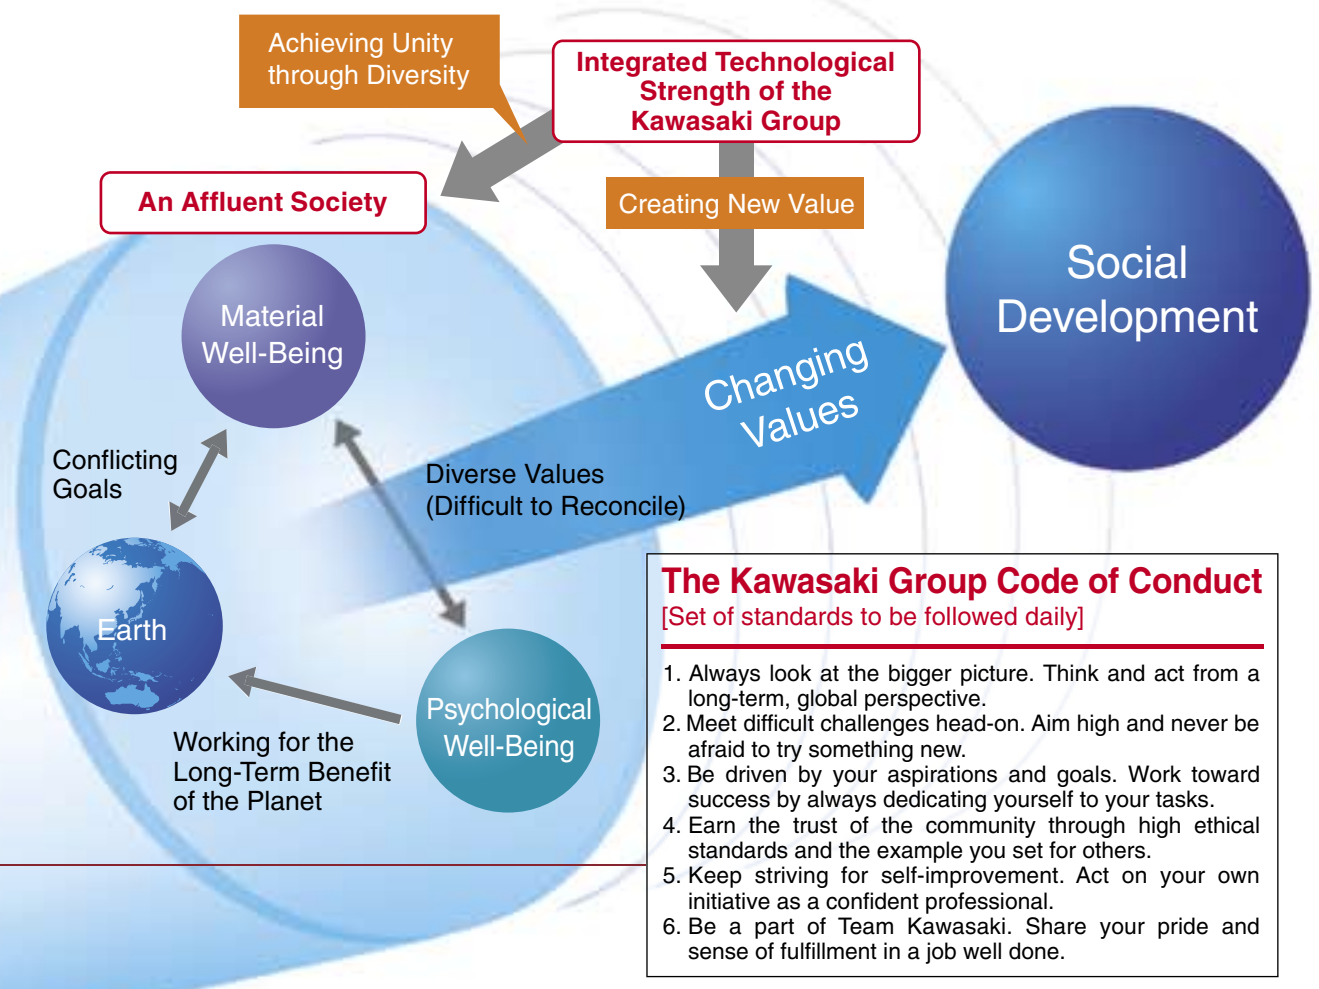 Achieving Unity
through Diversity
Integrated Technological
Strength of the
Kawasaki Group
An Affluent Society
Creating New Value
Social
Development
Material
Well-Being
Changing
Values
Conflicting
Goals
Diverse Values
(Difficult to Reconcile)
Earth
Psychological
Well-Being
Working for the
Long-Term Benefit
of the Planet
The Kawasaki Group Code of Conduct
[Set of standards to be followed daily]
1. Always look at the bigger picture. Think and act from a
long-term, global perspective.
2. Meet difficult challenges head-on. Aim high and never be
afraid to try something new.
3. Be driven by your aspirations and goals. Work toward
success by always dedicating yourself to your tasks.
4. Earn the trust of the community through high ethical
standards and the example you set for others.
5. Keep striving for self-improvement. Act on your own
initiative as a confident professional.
6. Be a part of Team Kawasaki. Share your pride and
sense of fulfillment in a job well done.